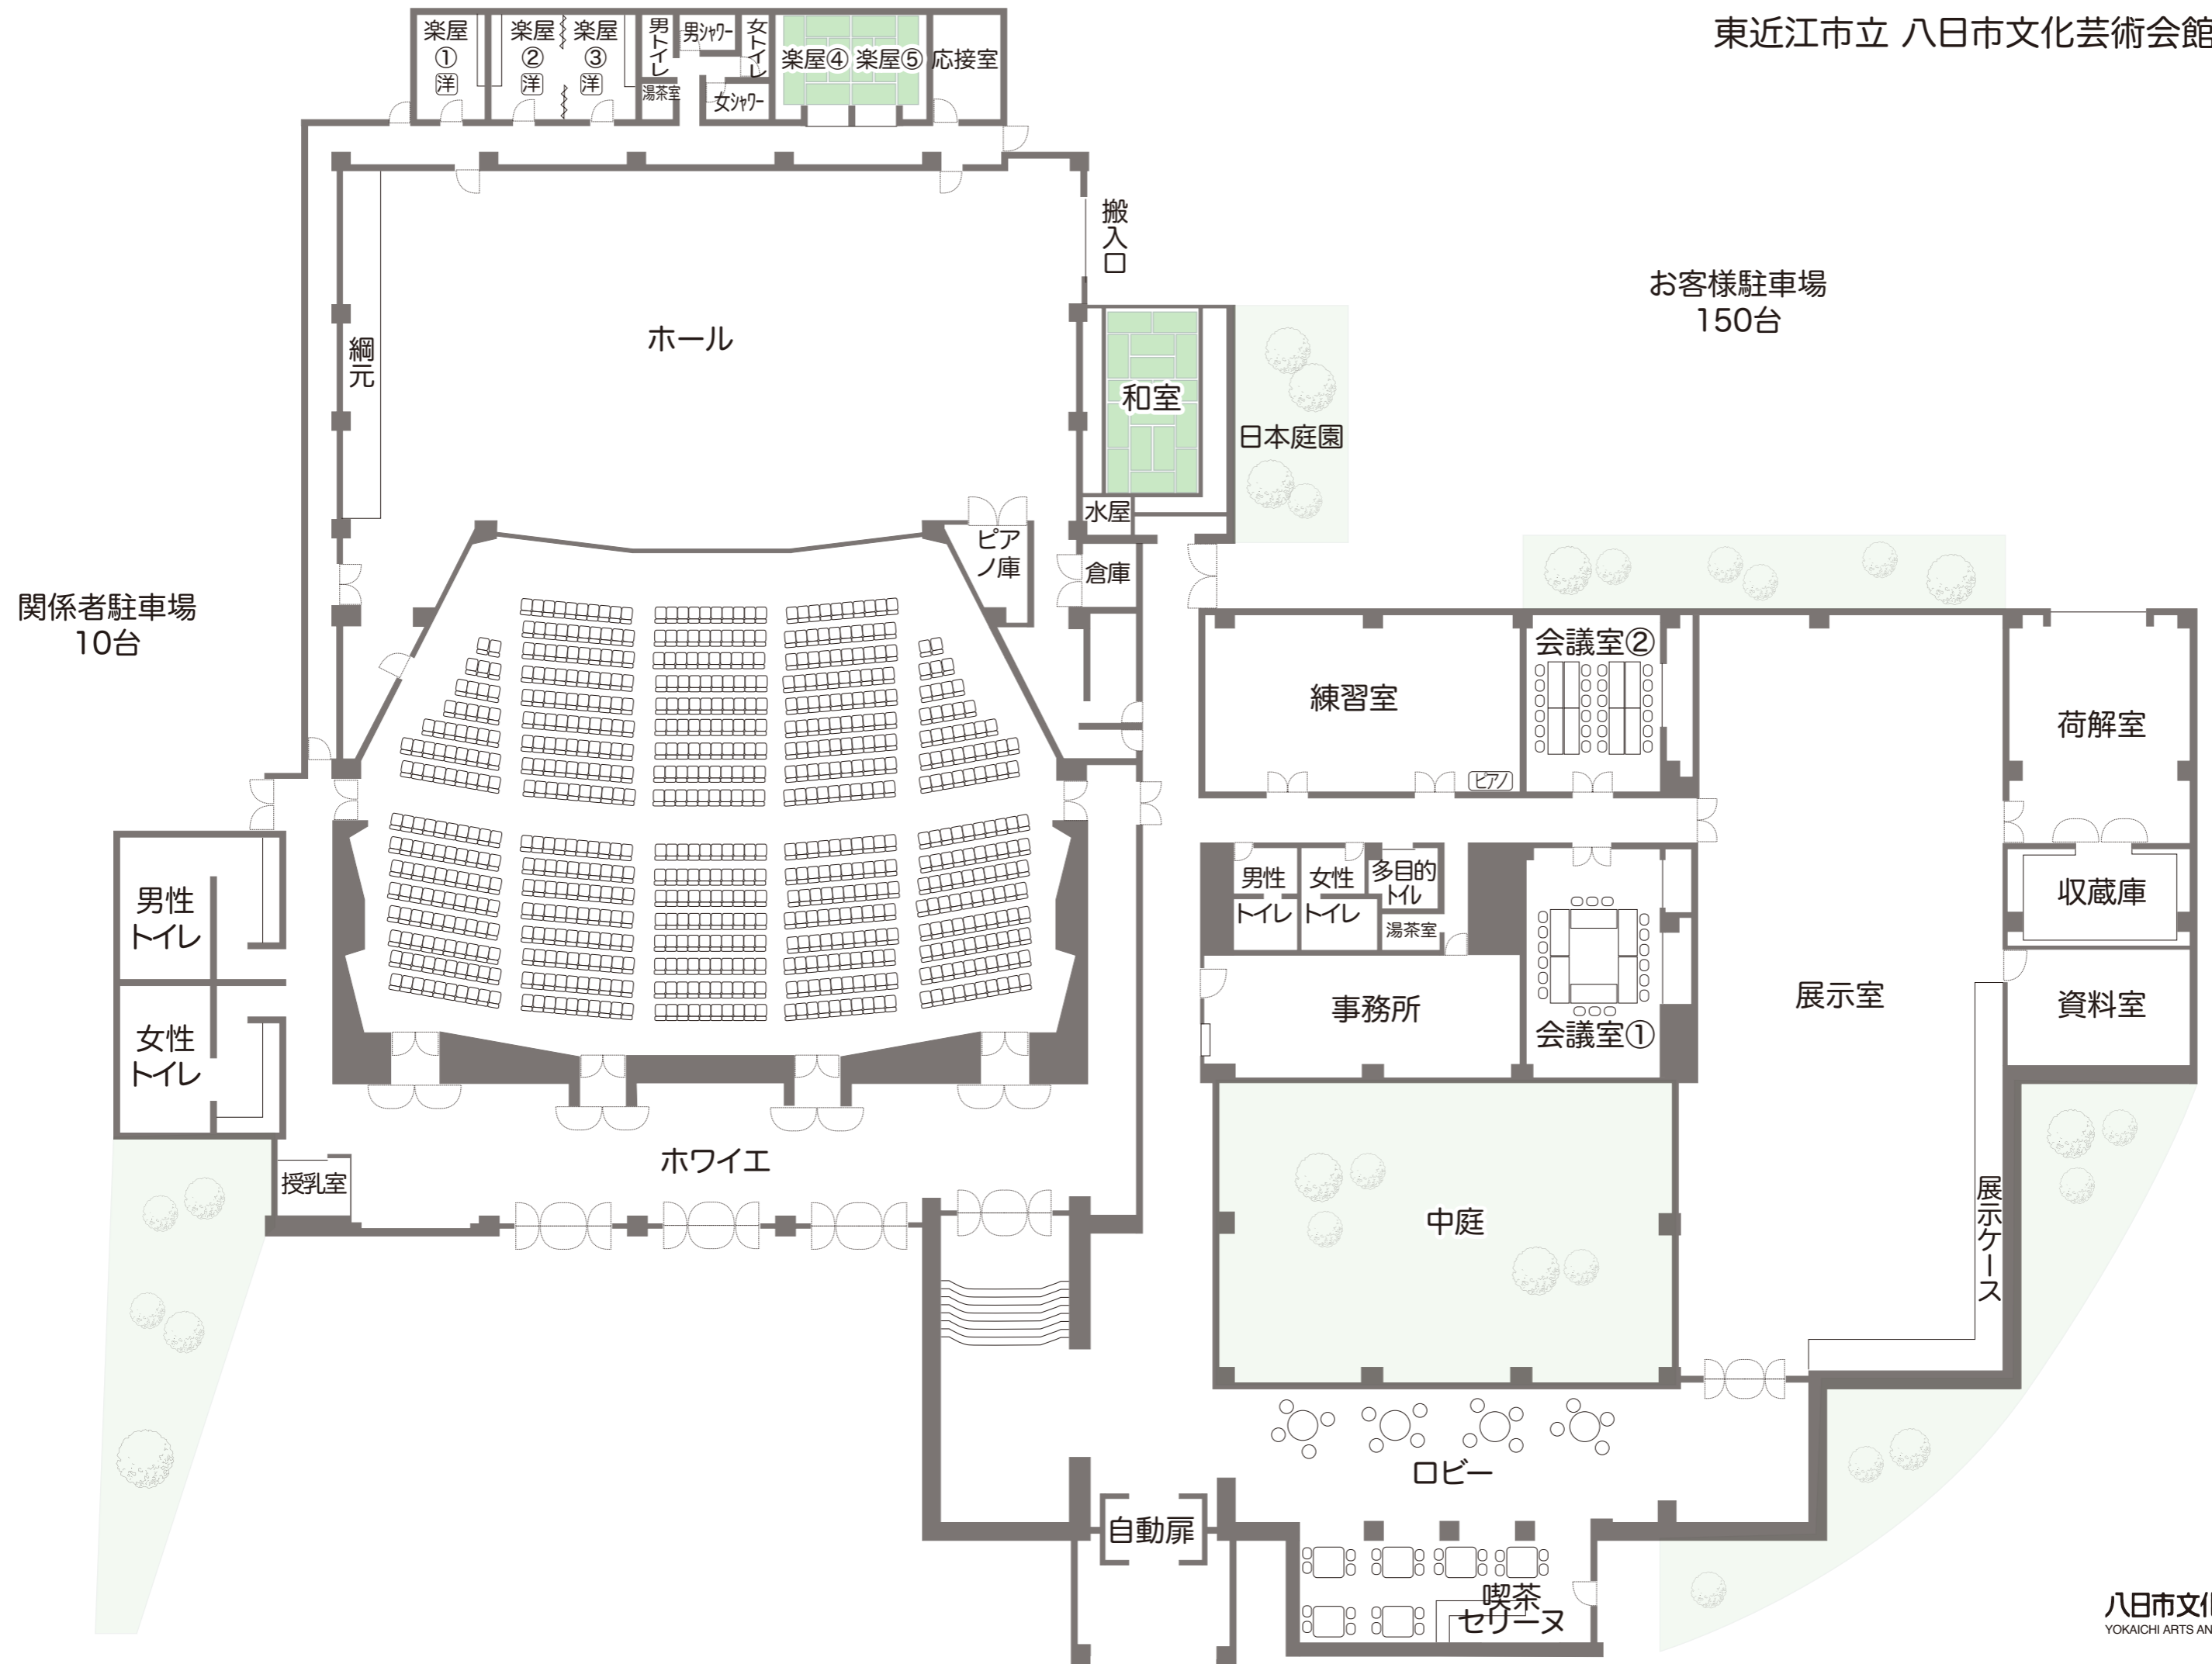 東近江市立 八日市文化芸術会館
楽屋
①
洋
楽屋
②
洋
楽屋
③
洋
男トイレ
男シャワー
女トイレ
湯茶室
女シャワー
楽屋④
楽屋⑤
応接室
搬入口
お客様駐車場
150台
ホール
綱元
和室
日本庭園
水屋
ピア
ノ庫
倉庫
関係者駐車場
10台
会議室②
練習室
ピアノ
荷解室
男性
トイレ
女性
トイレ
多目的
トイレ
湯茶室
収蔵庫
男性
トイレ
女性
トイレ
事務所
会議室①
展示室
資料室
ホワイエ
授乳室
中庭
展示ケース
ロビー
自動扉
喫茶
セリーヌ
八日市文化
YOKAICHI ARTS AN